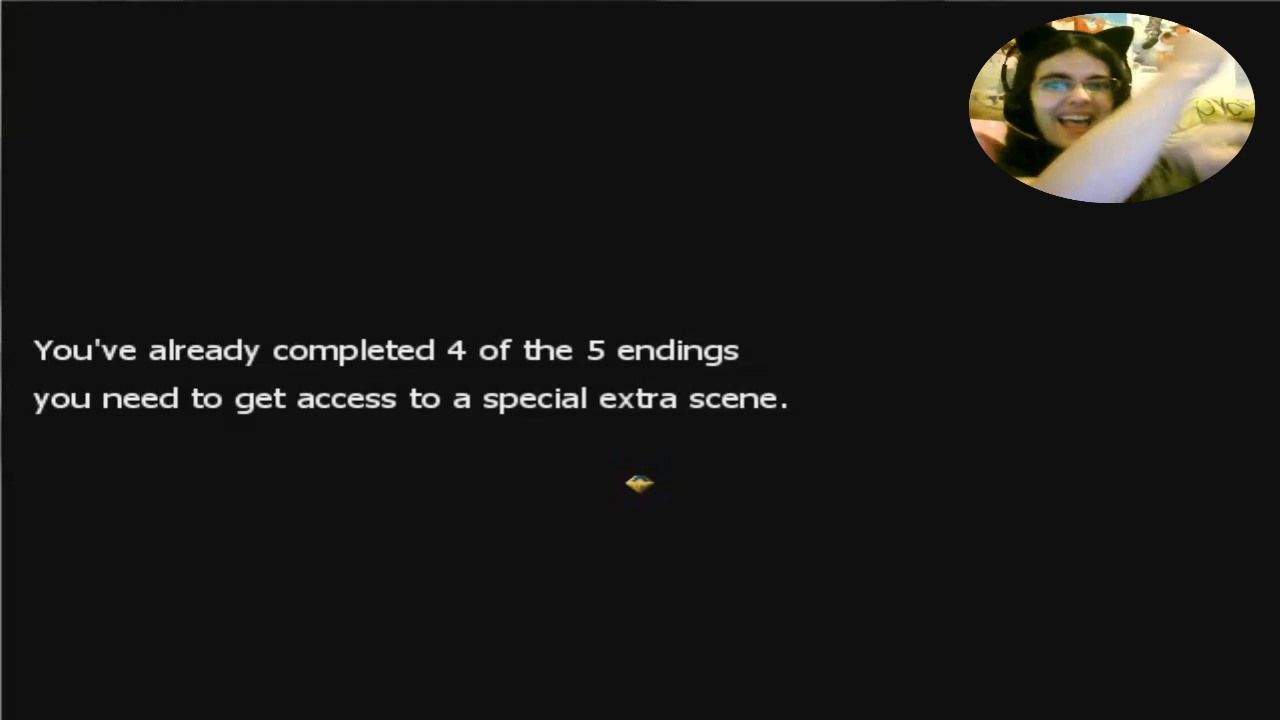 You've already completed 4 of the 5 endings
you need to get access to a special extra scene.